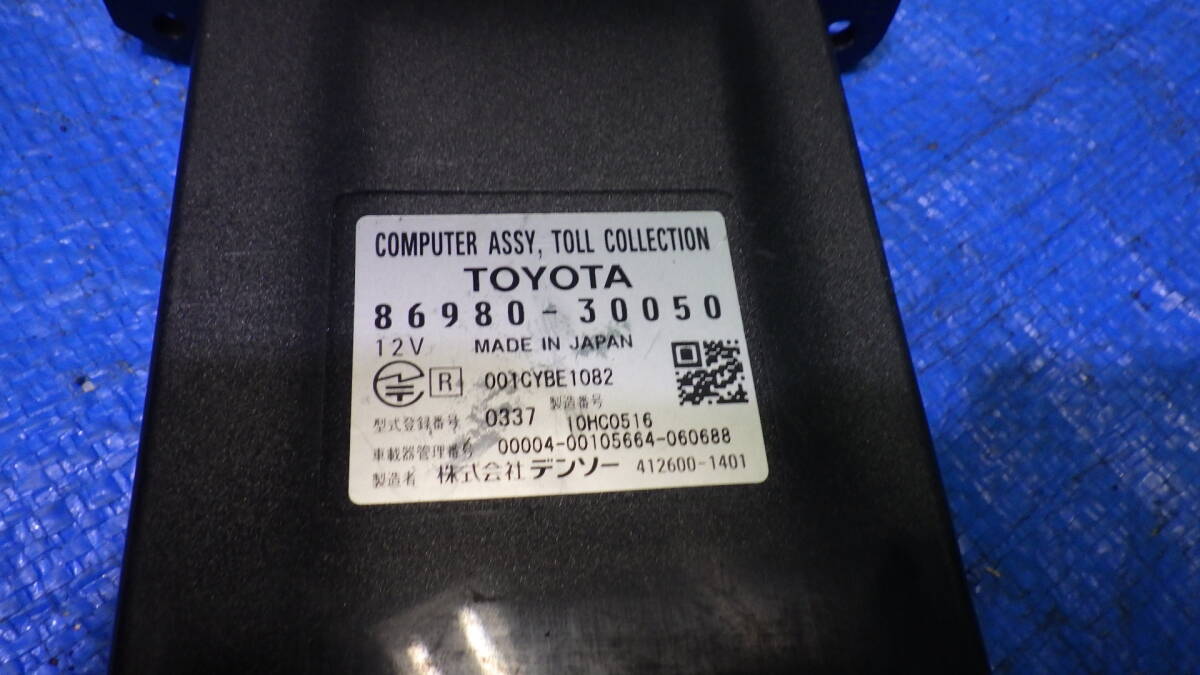 COMPUTER ASSY, TOLL COLLECTION
TOYOTA
86980-30050
12V MADE IN JAPAN
R 001CYBE1082
型式登録番号 0337 製造番号 10HC0516
車載器管理番号 00004-00105664-060688
製造者 株式会社 デンソー 412600-1401